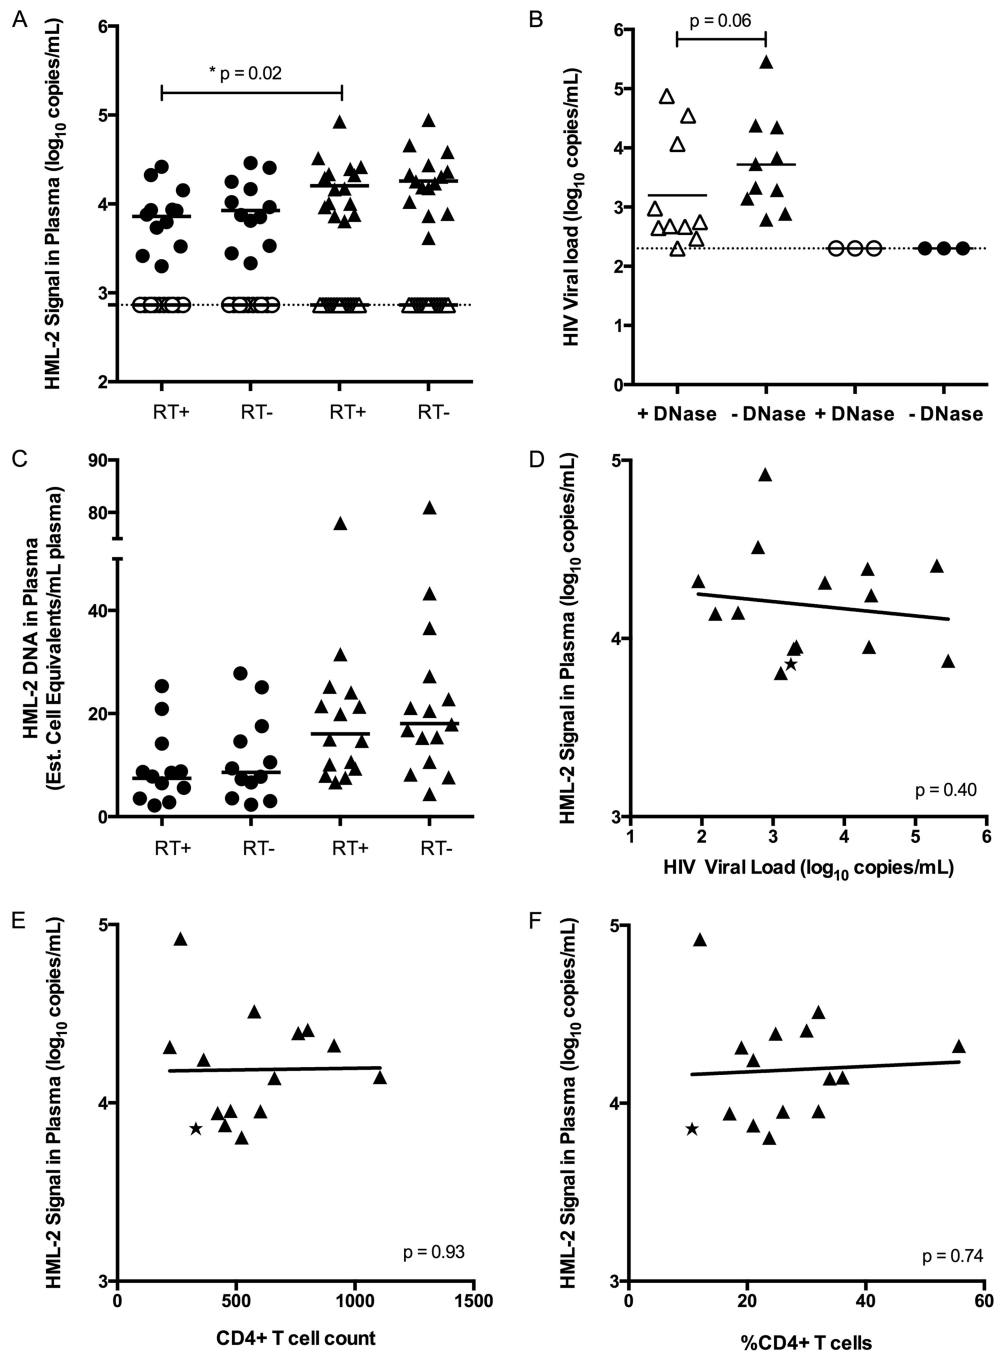 A
HML-2 Signal in Plasma (log10 copies/mL)
6
5
4
3
2
* p = 0.02
RT+ RT- RT+ RT-
B
HIV Viral load (log10 copies/mL)
6
5
4
3
2
1
0
p = 0.06
+ DNase - DNase + DNase - DNase
C
HML-2 DNA in Plasma
(Est. Cell Equivalents/mL plasma)
90
80
40
20
0
RT+ RT- RT+ RT-
D
HML-2 Signal in Plasma (log10 copies/mL)
5
4
3
p = 0.40
1 2 3 4 5 6
HIV Viral Load (log10 copies/mL)
E
HML-2 Signal in Plasma (log10 copies/mL)
5
4
3
p = 0.93
0 500 1000 1500
CD4+ T cell count
F
HML-2 Signal in Plasma (log10 copies/mL)
5
4
3
p = 0.74
0 20 40 60
%CD4+ T cells